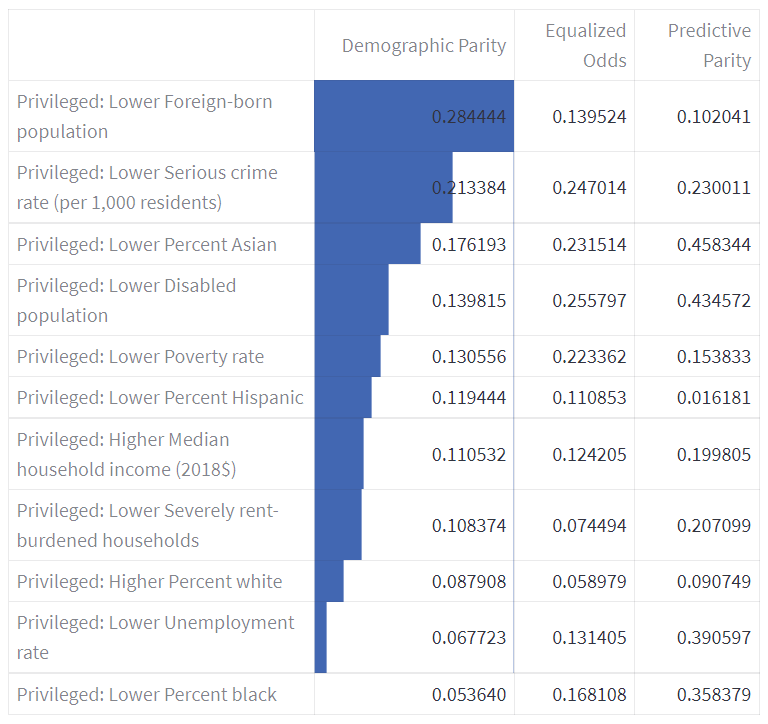 Demographic Parity
Equalized
Odds
Predictive
Parity
Privileged: Lower Foreign-born
population
0.284444
0.139524
0.102041
Privileged: Lower Serious crime
rate (per 1,000 residents)
0.213384
0.247014
0.230011
Privileged: Lower Percent Asian
0.176193
0.231514
0.458344
Privileged: Lower Disabled
population
0.139815
0.255797
0.434572
Privileged: Lower Poverty rate
0.130556
0.223362
0.153833
Privileged: Lower Percent Hispanic
0.119444
0.110853
0.016181
Privileged: Higher Median
household income (2018$)
0.110532
0.124205
0.199805
Privileged: Lower Severely rent-
burdened households
0.108374
0.074494
0.207099
Privileged: Higher Percent white
0.087908
0.058979
0.090749
Privileged: Lower Unemployment
rate
0.067723
0.131405
0.390597
Privileged: Lower Percent black
0.053640
0.168108
0.358379